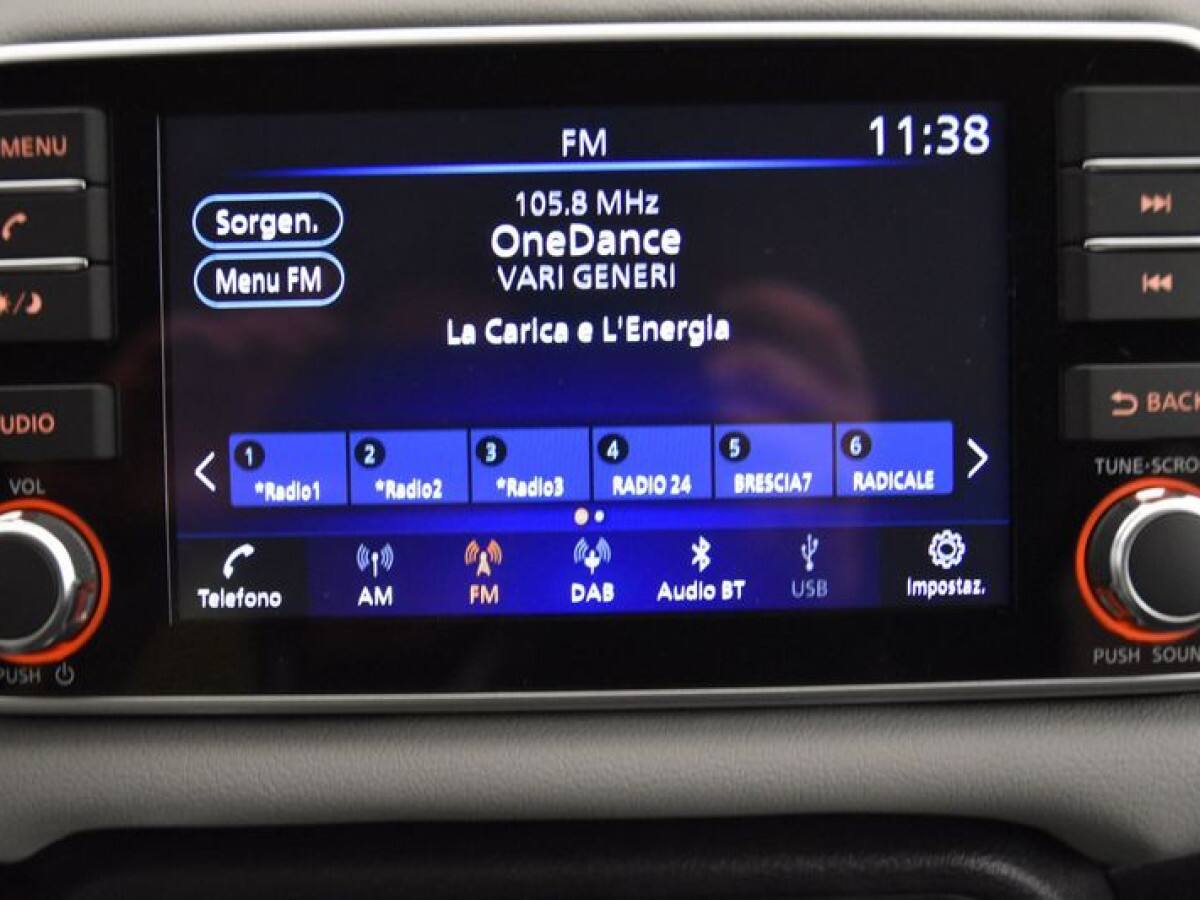 MENU
FM
11:38
Sorgen.
Menu FM
105.8 MHz
OneDance
VARI GENERI
La Carica e L'Energia
UDIO
BACK
VOL
TUNE·SCRO
1
*Radio1
2
*Radio2
3
*Radio3
4
RADIO 24
5
BRESCIA7
6
RADICALE
Telefono
AM
FM
DAB
Audio BT
USB
Impostaz.
PUSH
PUSH SOUN